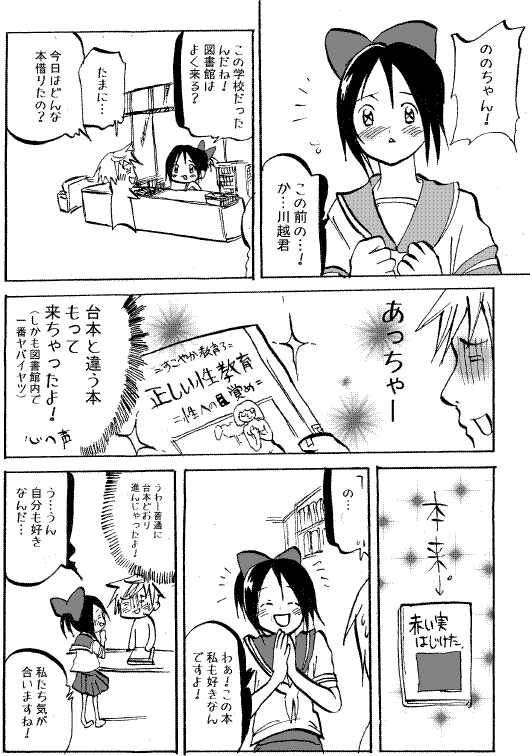 ののちゃん!
この前の…!
か…川越君
この学校だった
んだね!
図書館は
よく来る?
たまに…
今日はどんな
本借りたの?
あっちゃー
=すこやか教育3=
正しい性教育
=性への目覚め=
台本と違う本
もって
来ちゃったよ!
(しかも図書館内で
一番ヤバイヤツ)
心の声
本来。
赤い実
はじけた
の…
わぁ!この本
私も好きなん
ですよ!
うわー普通に
台本どおり
進んじゃったよ!
う…うん
自分も好き
なんだ…
私たち気が
合いますね!